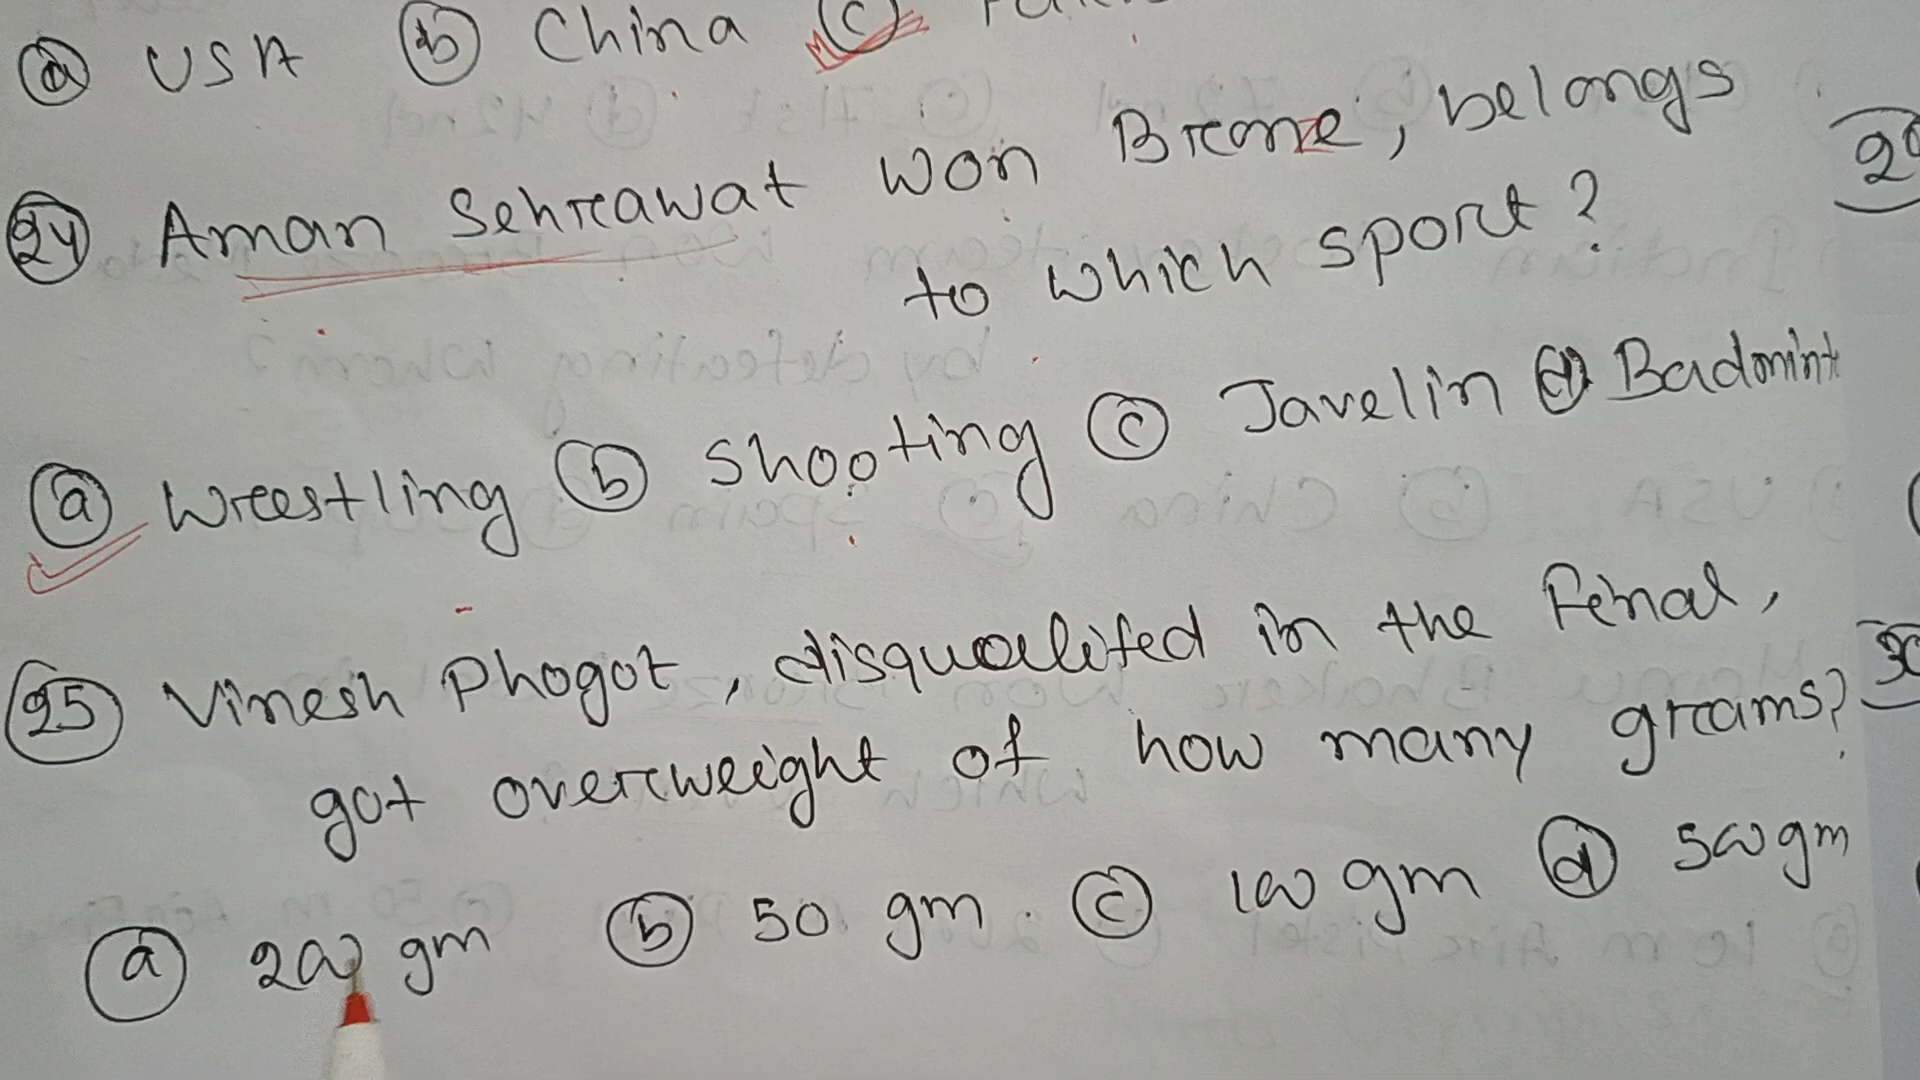 a USA b China c
24 Aman Sehrawat won Bronze, belongs
to which sport?
a Wrestling b Shooting c Javelin d Badmint
25 Vinesh Phogot, disqualifed in the Final,
got overweight of how many grams?
a 200 gm b 50 gm c 100 gm d 500 gm